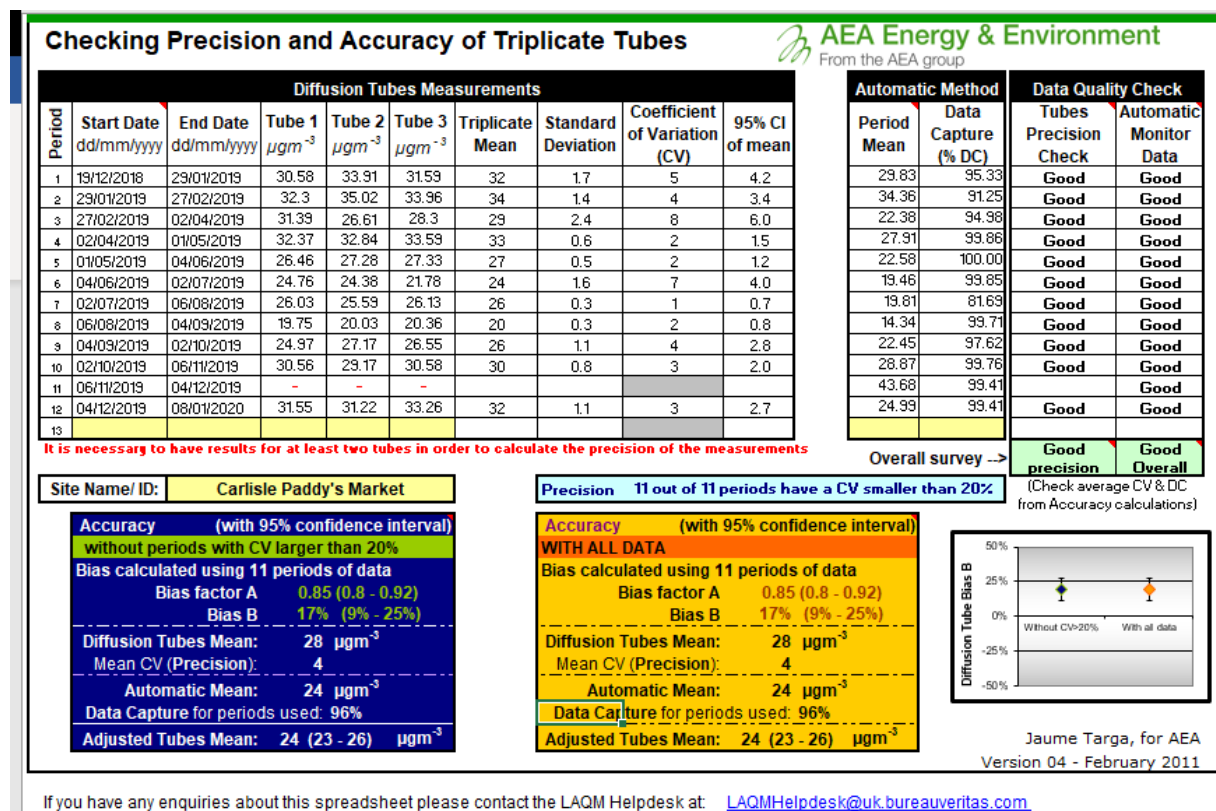 Checking Precision and Accuracy of Triplicate Tubes
AEA Energy & Environment
From the AEA group
Diffusion Tubes Measurements
Automatic Method
Data Quality Check
Period Start Date dd/mm/yyyy End Date dd/mm/yyyy Tube 1 µgm-3 Tube 2 µgm-3 Tube 3 µgm-3 Triplicate Mean Standard Deviation Coefficient of Variation (CV) 95% CI of mean Period Mean Data Capture (% DC) Tubes Precision Check Automatic Monitor Data
1 19/12/2018 29/01/2019 30.58 33.91 31.59 32 1.7 5 4.2 29.83 95.33 Good Good
2 29/01/2019 27/02/2019 32.3 35.02 33.96 34 1.4 4 3.4 34.36 91.25 Good Good
3 27/02/2019 02/04/2019 31.39 26.61 28.3 29 2.4 8 6.0 22.38 94.98 Good Good
4 02/04/2019 01/05/2019 32.37 32.84 33.59 33 0.6 2 1.5 27.91 99.86 Good Good
5 01/05/2019 04/06/2019 26.46 27.28 27.33 27 0.5 2 1.2 22.58 100.00 Good Good
6 04/06/2019 02/07/2019 24.76 24.38 21.78 24 1.6 7 4.0 19.46 99.85 Good Good
7 02/07/2019 06/08/2019 26.03 25.59 26.13 26 0.3 1 0.7 19.81 81.69 Good Good
8 06/08/2019 04/09/2019 19.75 20.03 20.36 20 0.3 2 0.8 14.34 99.71 Good Good
9 04/09/2019 02/10/2019 24.97 27.17 26.55 26 1.1 4 2.8 22.45 97.62 Good Good
10 02/10/2019 06/11/2019 30.56 29.17 30.58 30 0.8 3 2.0 28.87 99.76 Good Good
11 06/11/2019 04/12/2019 - - - 43.68 99.41 Good
12 04/12/2019 08/01/2020 31.55 31.22 33.26 32 1.1 3 2.7 24.99 99.41 Good Good
13
It is necessary to have results for at least two tubes in order to calculate the precision of the measurements
Overall survey --> Good precision Good Overall
(Check average CV & DC from Accuracy calculations)
Site Name/ ID: Carlisle Paddy's Market
Precision 11 out of 11 periods have a CV smaller than 20%
Accuracy (with 95% confidence interval)
without periods with CV larger than 20%
Bias calculated using 11 periods of data
Bias factor A 0.85 (0.8 - 0.92)
Bias B 17% (9% - 25%)
Diffusion Tubes Mean: 28 µgm-3
Mean CV (Precision): 4
Automatic Mean: 24 µgm-3
Data Capture for periods used: 96%
Adjusted Tubes Mean: 24 (23 - 26) µgm-3
Accuracy (with 95% confidence interval)
WITH ALL DATA
Bias calculated using 11 periods of data
Bias factor A 0.85 (0.8 - 0.92)
Bias B 17% (9% - 25%)
Diffusion Tubes Mean: 28 µgm-3
Mean CV (Precision): 4
Automatic Mean: 24 µgm-3
Data Capture for periods used: 96%
Adjusted Tubes Mean: 24 (23 - 26) µgm-3
Diffusion Tube Bias B
50%
25%
0%
-25%
-50%
Without CV>20% With all data
Jaume Targa, for AEA
Version 04 - February 2011
If you have any enquiries about this spreadsheet please contact the LAQM Helpdesk at: LAQMHelpdesk@uk.bureauveritas.com